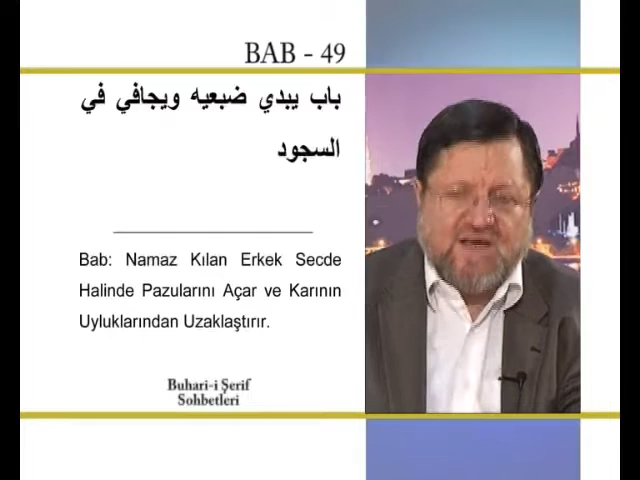 BAB - 49
باب يبدي ضبعيه ويجافي في
السجود
Bab: Namaz Kılan Erkek Secde
Halinde Pazularını Açar ve Karının
Uyluklarından Uzaklaştırır.
Buhari-i Şerif
Sohbetleri